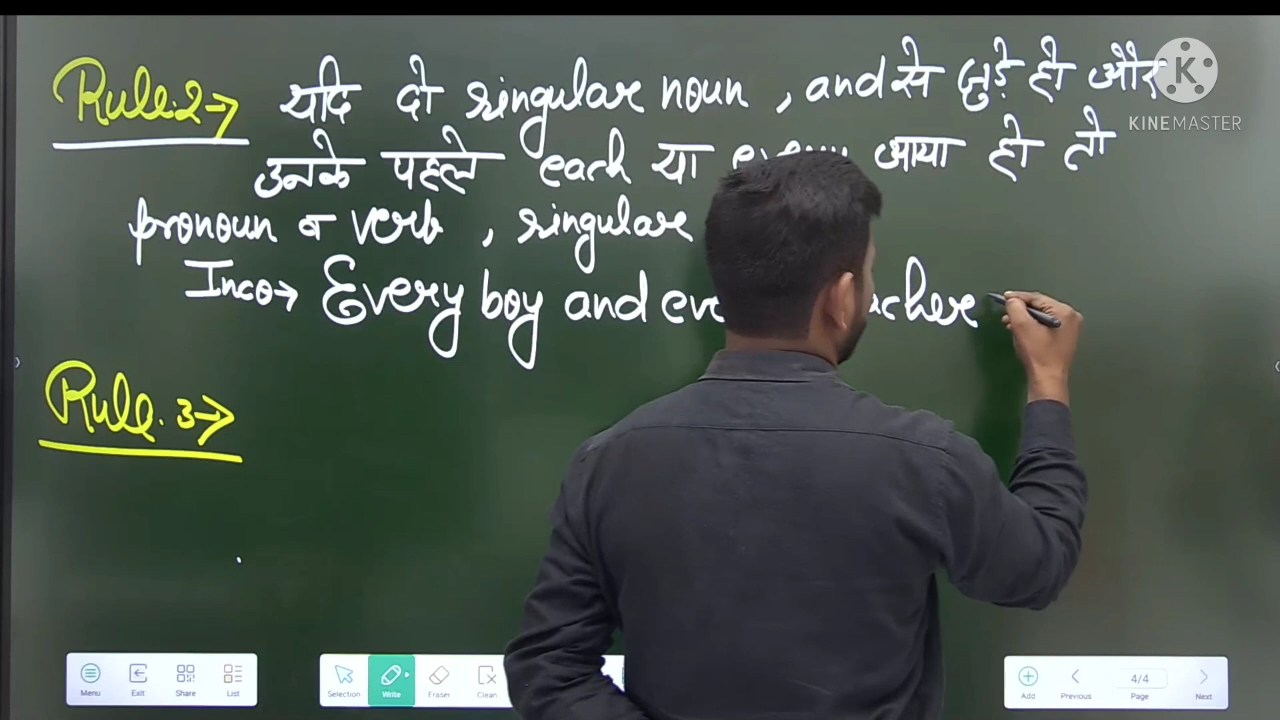 Rule.2→ यदि दो singular noun , and से जुड़े हो और
उनके पहले each या आया हो तो
pronoun व verb , singular
Inco→ Every boy and
Rule.3→
KINEMASTER
Menu Exit Share List Selection Write Eraser Clean Add Previous 4/4 Page Next